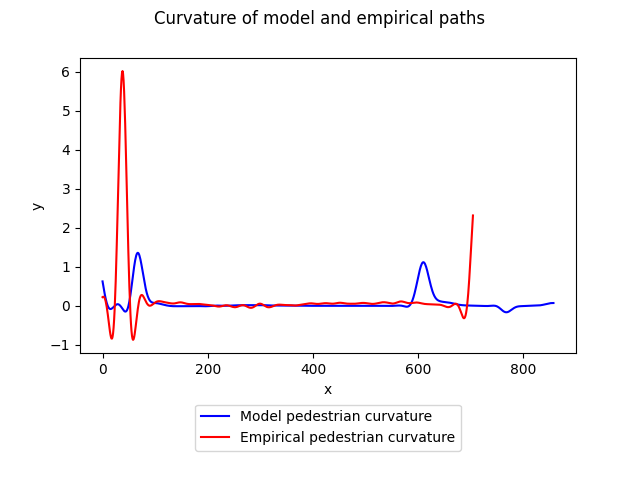 Curvature of model and empirical paths
6
5
4
3
2
1
0
−1
y
0 200 400 600 800
x
Model pedestrian curvature
Empirical pedestrian curvature